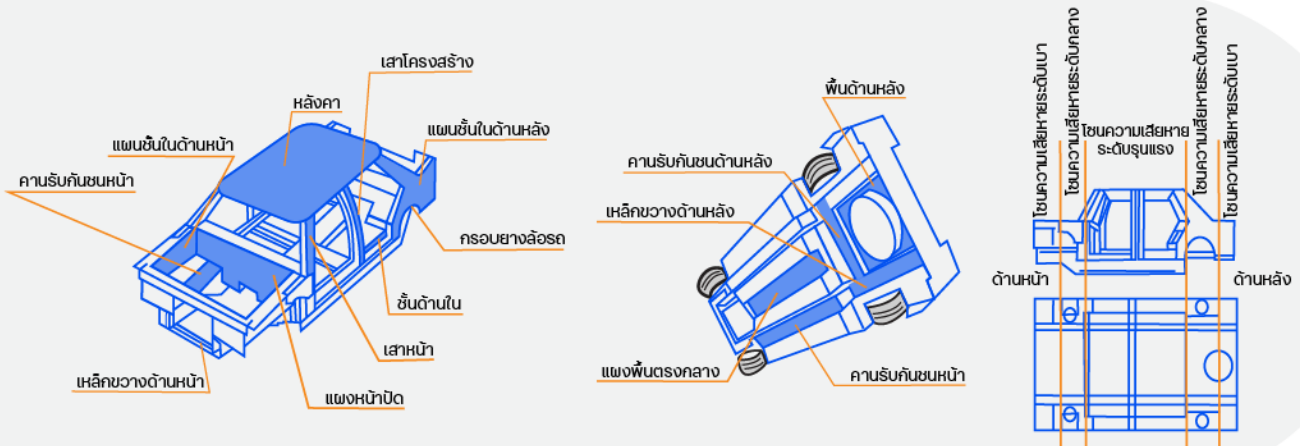 เสาโครงสร้าง
หลังคา
แผนชั้นในด้านหลัง
แผนชั้นในด้านหน้า
คานรับกันชนหน้า
กรอบยางล้อรถ
ชั้นด้านใน
เสาหน้า
เหล็กขวางด้านหน้า
แผงหน้าปัด
พื้นด้านหลัง
คานรับกันชนด้านหลัง
เหล็กขวางด้านหลัง
แผงพื้นตรงกลาง
คานรับกันชนหน้า
โซนความเสียหายระดับเบา
โซนความเสียหายระดับกลาง
โซนความเสียหาย
ระดับรุนแรง
โซนความเสียหายระดับกลาง
โซนความเสียหายระดับเบา
ด้านหน้า
ด้านหลัง